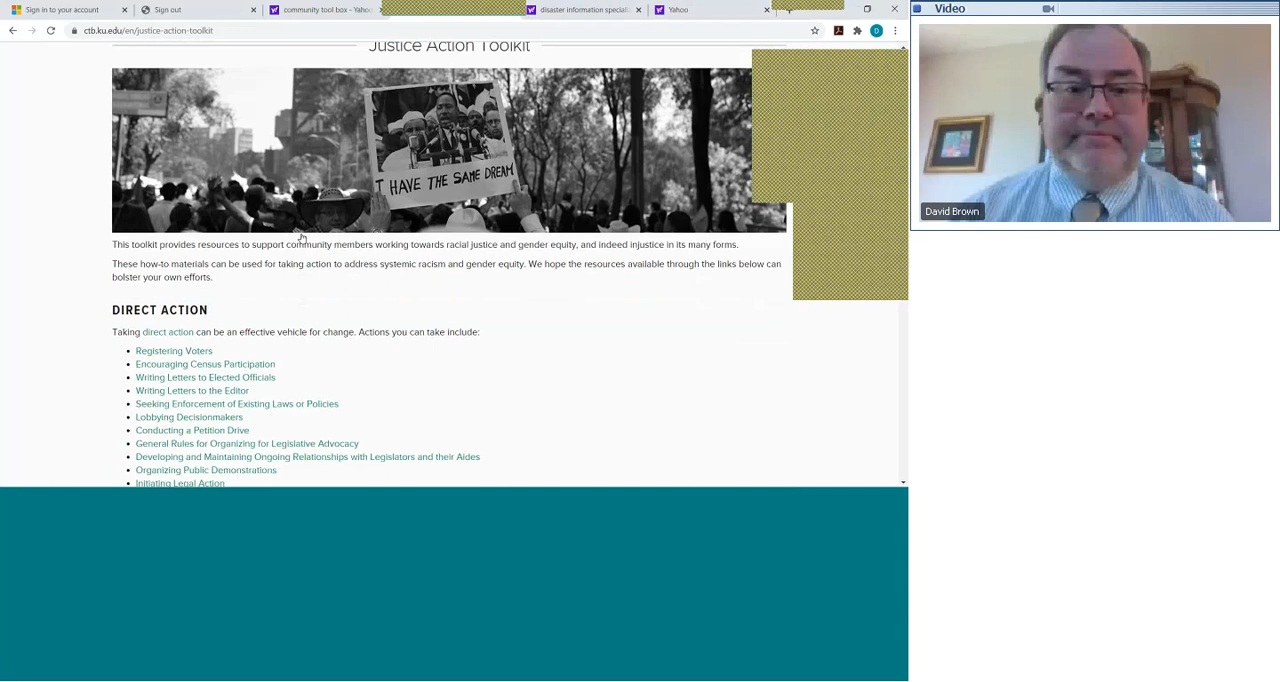 Sign in to your account
Sign out
community tool box - Yahoo
disaster information speciali
Yahoo
Video
ctb.ku.edu/en/justice-action-toolkit
D
Justice Action Toolkit
I HAVE THE SAME DREAM
This toolkit provides resources to support community members working towards racial justice and gender equity, and indeed injustice in its many forms.
These how-to materials can be used for taking action to address systemic racism and gender equity. We hope the resources available through the links below can
bolster your own efforts.
DIRECT ACTION
Taking direct action can be an effective vehicle for change. Actions you can take include:
Registering Voters
Encouraging Census Participation
Writing Letters to Elected Officials
Writing Letters to the Editor
Seeking Enforcement of Existing Laws or Policies
Lobbying Decisionmakers
Conducting a Petition Drive
General Rules for Organizing for Legislative Advocacy
Developing and Maintaining Ongoing Relationships with Legislators and their Aides
Organizing Public Demonstrations
Initiating Legal Action
David Brown